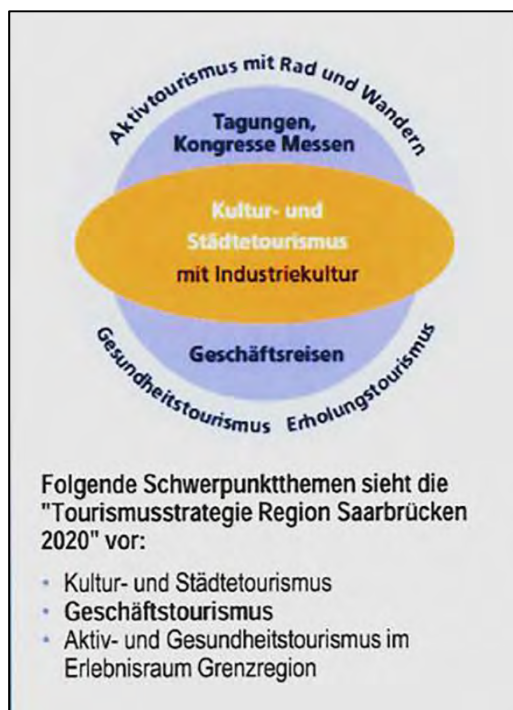 Aktivtourismus mit Rad und Wandern
Tagungen,
Kongresse Messen
Kultur- und
Städtetourismus
mit Industriekultur
Geschäftsreisen
Gesundheitstourismus Erholungstourismus
Folgende Schwerpunktthemen sieht die
"Tourismusstrategie Region Saarbrücken
2020" vor:
• Kultur- und Städtetourismus
• Geschäftstourismus
• Aktiv- und Gesundheitstourismus im
Erlebnisraum Grenzregion